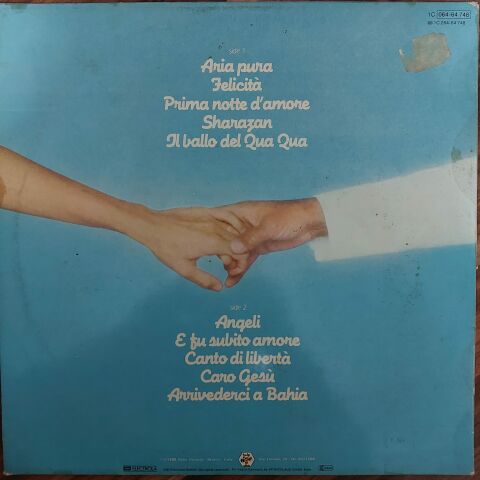 1C 064-64 748
side 1
Aria pura
Felicità
Prima notte d'amore
Sharazan
Il ballo del Qua Qua
side 2
Angeli
E fu subito amore
Canto di libertà
Caro Gesù
Arrivederci a Bahia
ELECTROLA